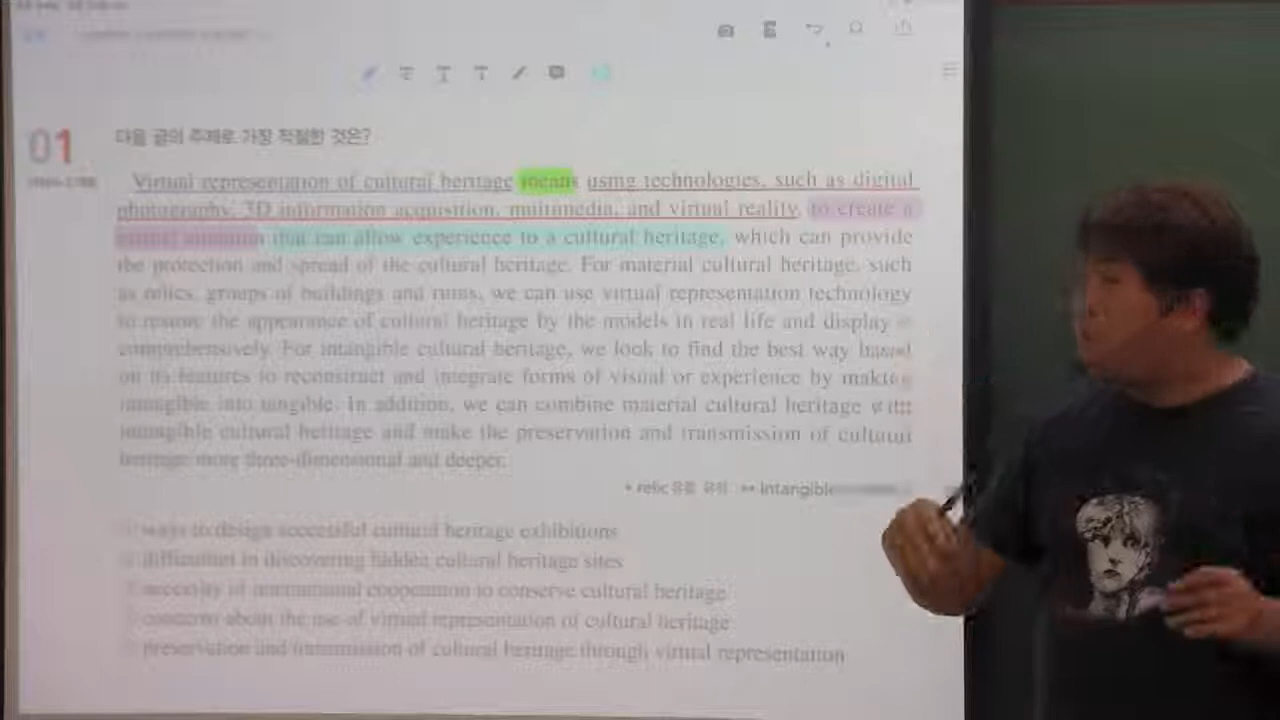 01
다음 글의 주제로 가장 적절한 것은?
Virtual representation of cultural heritage means using technologies, such as digital
photography, 3D information acquisition, multimedia, and virtual reality, to create a
virtual that can allow experience to a cultural heritage, which can provide
the protection and spread of the cultural heritage. For material cultural heritage, such
as relics, groups of buildings and ruins, we can use virtual representation technology
to restore the appearance of cultural heritage by the models in real life and display
comprehensively. For intangible cultural heritage, we look to find the best way based
on its features to reconstruct and integrate forms of visual or experience by making
intangible into tangible. In addition, we can combine material cultural heritage with
intangible cultural heritage and make the preservation and transmission of cultural
heritage more three-dimensional and deeper.
* relic 유물, 유적 ** intangible
ways to design successful cultural heritage exhibitions
difficulties in discovering hidden cultural heritage sites
necessity of international cooperation to conserve cultural heritage
concerns about the use of virtual representation of cultural heritage
preservation and transmission of cultural heritage through virtual representation